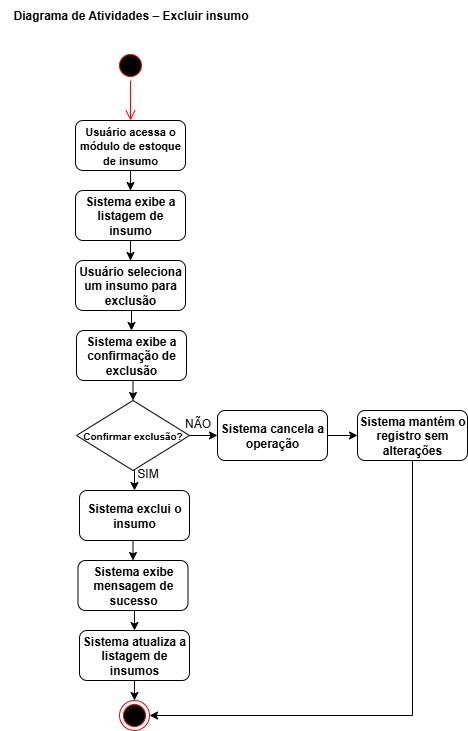 Diagrama de Atividades – Excluir insumo
Usuário acessa o
módulo de estoque
de insumo
Sistema exibe a
listagem de
insumo
Usuário seleciona
um insumo para
exclusão
Sistema exibe a
confirmação de
exclusão
Confirmar exclusão?
NÃO
Sistema cancela a
operação
Sistema mantém o
registro sem
alterações
SIM
Sistema exclui o
insumo
Sistema exibe
mensagem de
sucesso
Sistema atualiza a
listagem de
insumos